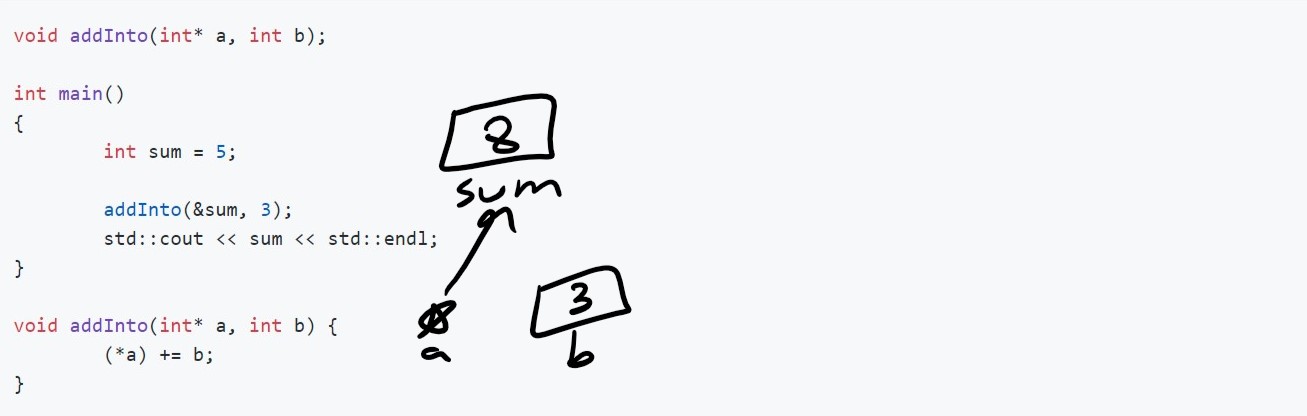 void addInto(int* a, int b);
int main()
{
int sum = 5;
8
sum
addInto(&sum, 3);
std::cout << sum << std::endl;
}
3
void addInto(int* a, int b) {
a
b
(*a) += b;
}